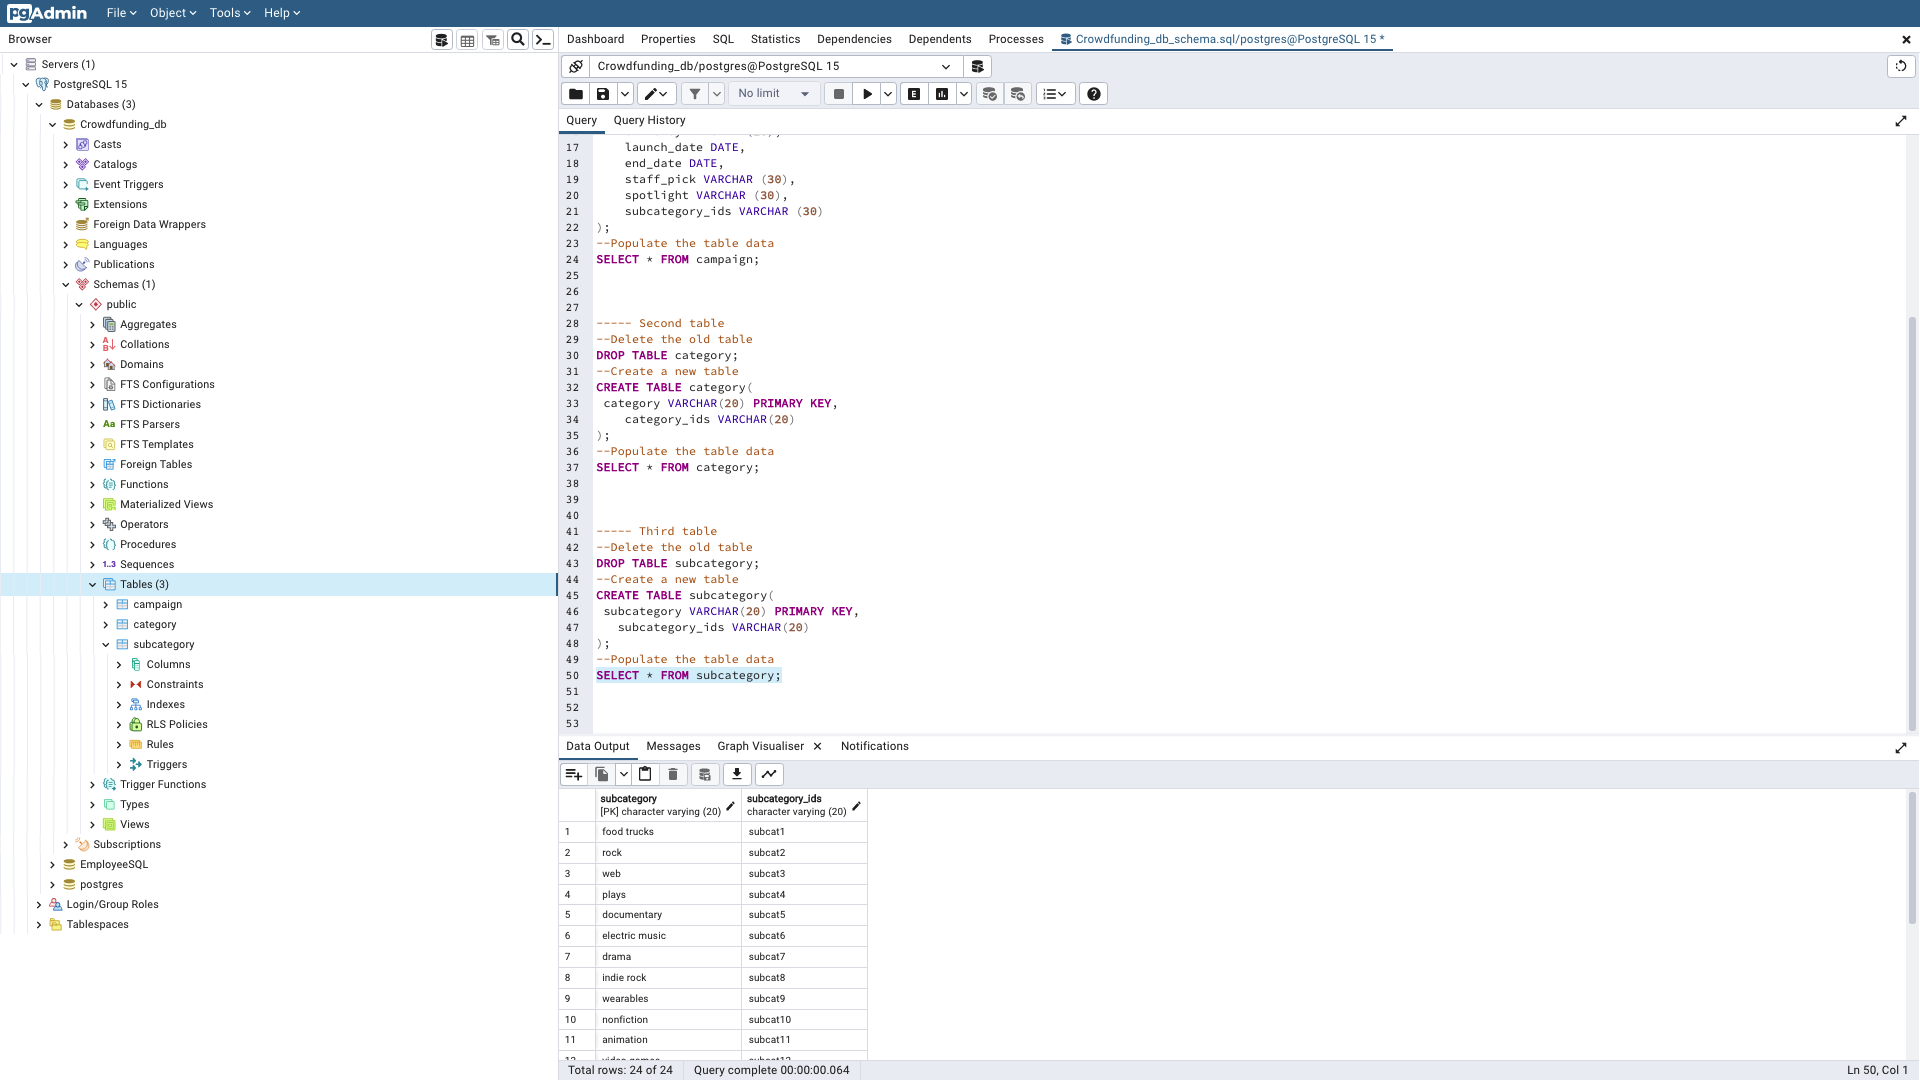 pgAdmin File Object Tools Help
Browser
Dashboard Properties SQL Statistics Dependencies Dependents Processes Crowdfunding_db_schema.sql/postgres@PostgreSQL 15 *
Servers (1)
PostgreSQL 15
Databases (3)
Crowdfunding_db
Casts
Catalogs
Event Triggers
Extensions
Foreign Data Wrappers
Languages
Publications
Schemas (1)
public
Aggregates
Collations
Domains
FTS Configurations
FTS Dictionaries
Aa FTS Parsers
FTS Templates
Foreign Tables
Functions
Materialized Views
Operators
Procedures
1..3 Sequences
Tables (3)
campaign
category
subcategory
Columns
Constraints
Indexes
RLS Policies
Rules
Triggers
Trigger Functions
Types
Views
Subscriptions
EmployeeSQL
postgres
Login/Group Roles
Tablespaces
Crowdfunding_db/postgres@PostgreSQL 15
No limit E
Query Query History
17 launch_date DATE,
18 end_date DATE,
19 staff_pick VARCHAR (30),
20 spotlight VARCHAR (30),
21 subcategory_ids VARCHAR (30)
22 );
23 --Populate the table data
24 SELECT * FROM campaign;
25
26
27
28 ----- Second table
29 --Delete the old table
30 DROP TABLE category;
31 --Create a new table
32 CREATE TABLE category(
33 category VARCHAR(20) PRIMARY KEY,
34 category_ids VARCHAR(20)
35 );
36 --Populate the table data
37 SELECT * FROM category;
38
39
40
41 ----- Third table
42 --Delete the old table
43 DROP TABLE subcategory;
44 --Create a new table
45 CREATE TABLE subcategory(
46 subcategory VARCHAR(20) PRIMARY KEY,
47 subcategory_ids VARCHAR(20)
48 );
49 --Populate the table data
50 SELECT * FROM subcategory;
51
52
53
Data Output Messages Graph Visualiser Notifications
subcategory subcategory_ids
[PK] character varying (20) character varying (20)
1 food trucks subcat1
2 rock subcat2
3 web subcat3
4 plays subcat4
5 documentary subcat5
6 electric music subcat6
7 drama subcat7
8 indie rock subcat8
9 wearables subcat9
10 nonfiction subcat10
11 animation subcat11
Total rows: 24 of 24 Query complete 00:00:00.064 Ln 50, Col 1